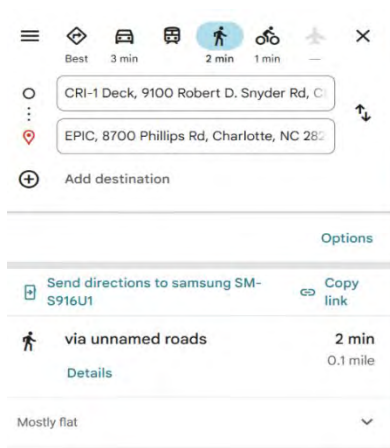 Best 3 min 2 min 1 min —
CRI-1 Deck, 9100 Robert D. Snyder Rd, C
EPIC, 8700 Phillips Rd, Charlotte, NC 282
Add destination
Options
Send directions to samsung SM-
S916U1
Copy
link
via unnamed roads 2 min
0.1 mile
Details
Mostly flat